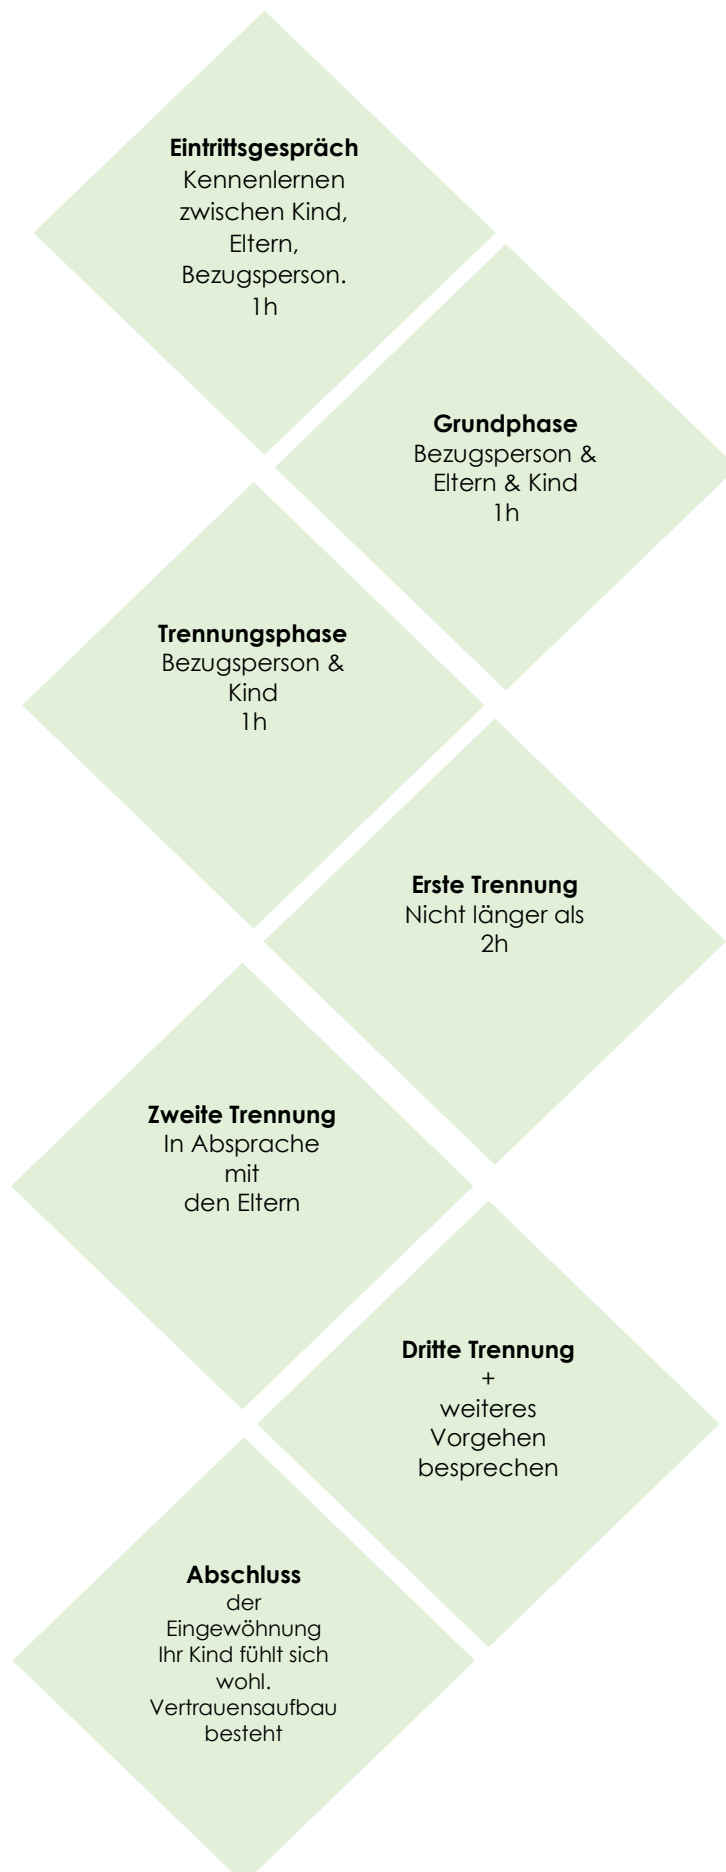 Eintrittsgespräch
Kennenlernen
zwischen Kind,
Eltern,
Bezugsperson.
1h
Grundphase
Bezugsperson &
Eltern & Kind
1h
Trennungsphase
Bezugsperson &
Kind
1h
Erste Trennung
Nicht länger als
2h
Zweite Trennung
In Absprache
mit
den Eltern
Dritte Trennung
+
weiteres
Vorgehen
besprechen
Abschluss
der
Eingewöhnung
Ihr Kind fühlt sich
wohl.
Vertrauensaufbau
besteht